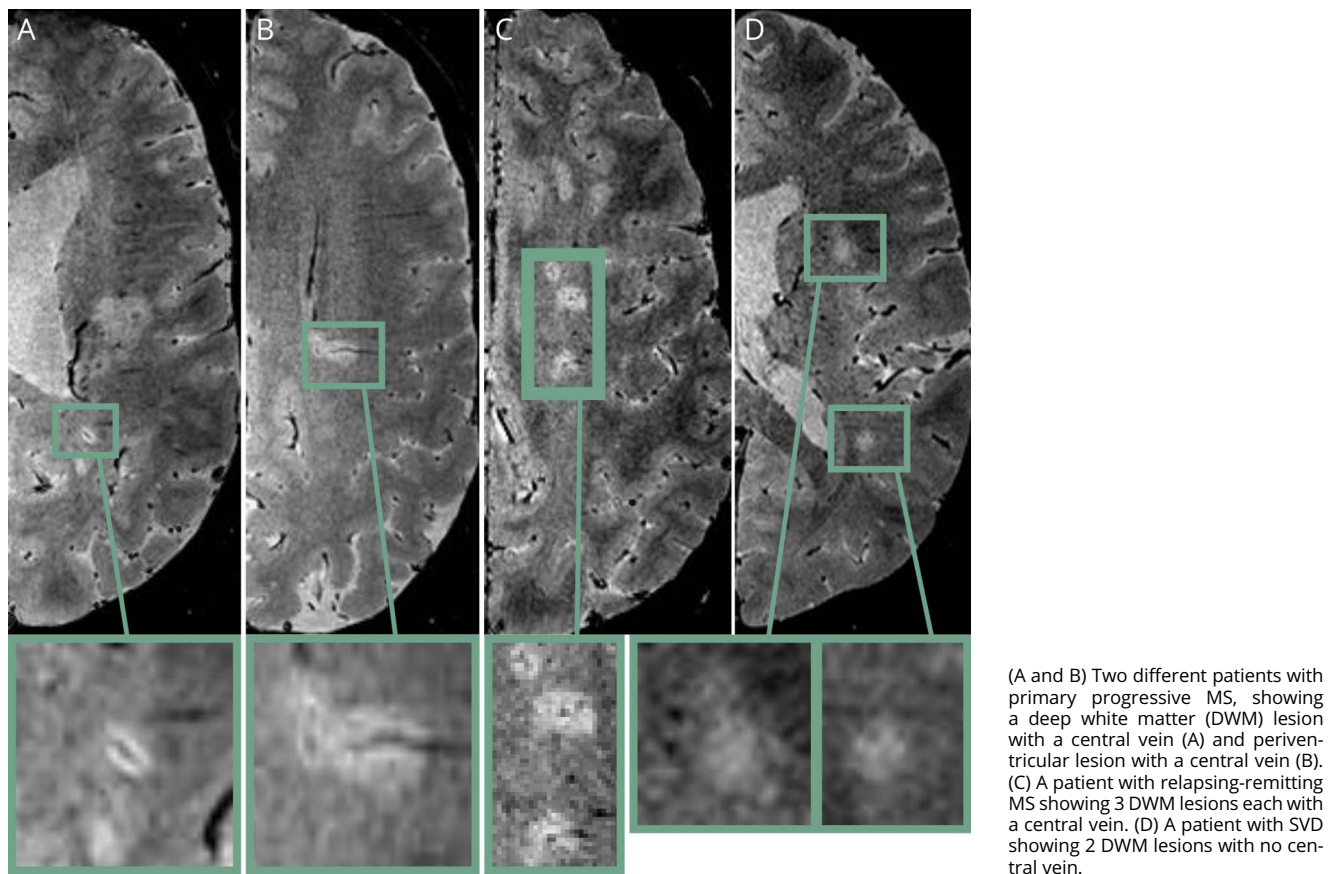 A
B
C
D
(A and B) Two different patients with
primary progressive MS, showing
a deep white matter (DWM) lesion
with a central vein (A) and periven-
tricular lesion with a central vein (B).
(C) A patient with relapsing-remitting
MS showing 3 DWM lesions each with
a central vein. (D) A patient with SVD
showing 2 DWM lesions with no cen-
tral vein.